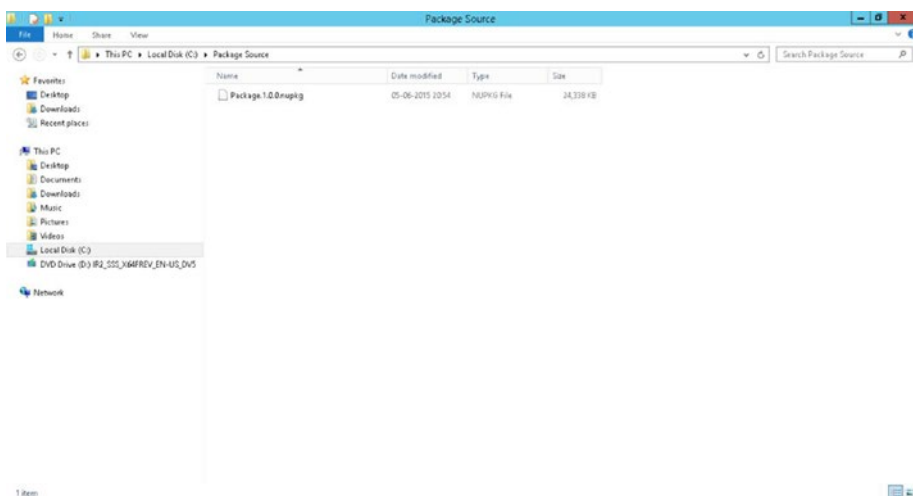 Package Source
File Home Share View
This PC Local Disk (C:) Package Source
Search Package Source
Name Date modified Type Size
Package.1.0.0.nupkg 05-06-2015 20:54 NUPKG File 24,338 KB
Favorites
Desktop
Downloads
Recent places
This PC
Desktop
Documents
Downloads
Music
Pictures
Videos
Local Disk (C:)
DVD Drive (D:) IR2_SSS_X64FREV_EN-US_DV5
Network
1 item